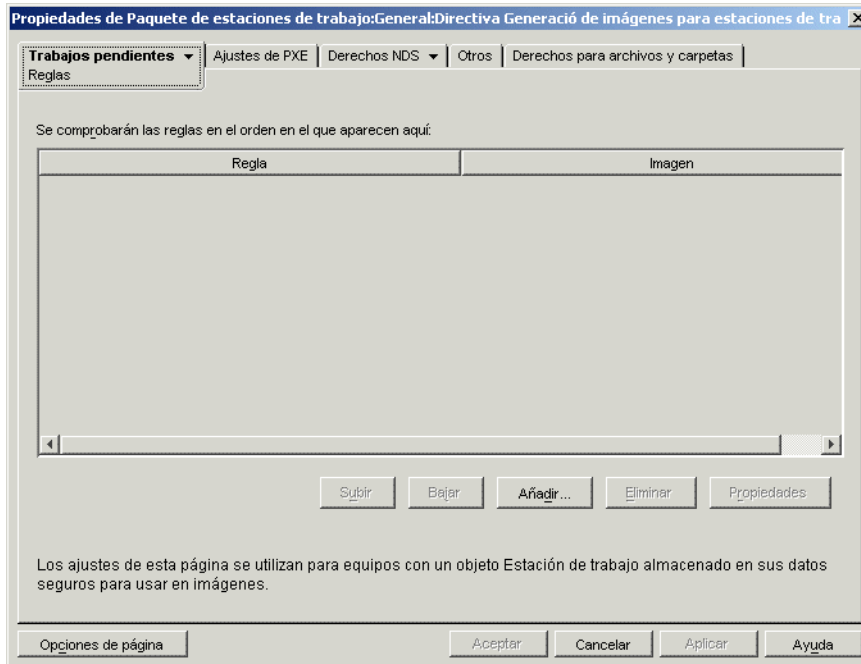 Propiedades de Paquete de estaciones de trabajo:General:Directiva Generació de imágenes para estaciones de tra
Trabajos pendientes Ajustes de PXE Derechos NDS Otros Derechos para archivos y carpetas
Reglas
Se comprobarán las reglas en el orden en el que aparecen aquí:
Regla Imagen
Subir Bajar Añadir... Eliminar Propiedades
Los ajustes de esta página se utilizan para equipos con un objeto Estación de trabajo almacenado en sus datos
seguros para usar en imágenes.
Opciones de página Aceptar Cancelar Aplicar Ayuda